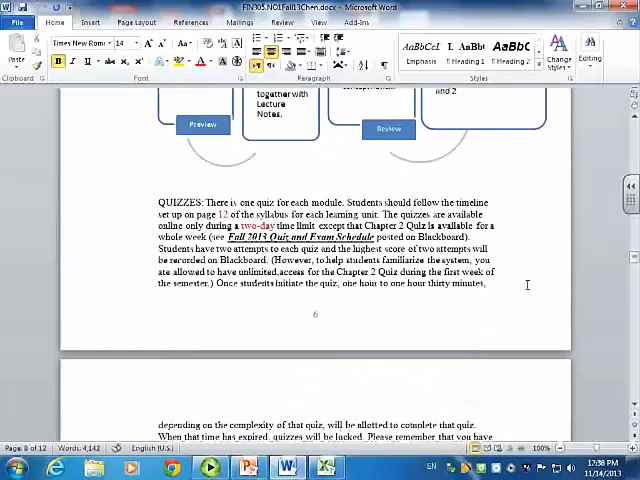 FIN305.NO1Fall13Chen.docx - Microsoft Word
File Home Insert Page Layout References Mailings Review View Add-Ins
Paste
Clipboard
Times New Roma 14
Font
Paragraph
AaBbCcL AaBbC AaBbC
Emphasis ¶ Heading 1 ¶ Heading 2
Styles
Change Styles
Editing
together with
Lecture
Notes.
and 2
Preview
Review
QUIZZES: There is one quiz for each module. Students should follow the timeline
set up on page 12 of the syllabus for each learning unit. The quizzes are available
online only during a two-day time limit except that Chapter 2 Quiz is available for a
whole week (see Fall 2013 Quiz and Exam Schedule posted on Blackboard).
Students have two attempts to each quiz and the highest score of two attempts will
be recorded on Blackboard. (However, to help students familiarize the system, you
are allowed to have unlimited access for the Chapter 2 Quiz during the first week of
the semester.) Once students initiate the quiz, one hour to one hour thirty minutes,
6
depending on the complexity of that quiz, will be allotted to complete that quiz.
When that time has expired, quizzes will be locked. Please remember that you have
Page: 8 of 12 Words: 4,142 English (U.S.) 100%
EN
12:38 PM
11/14/2013